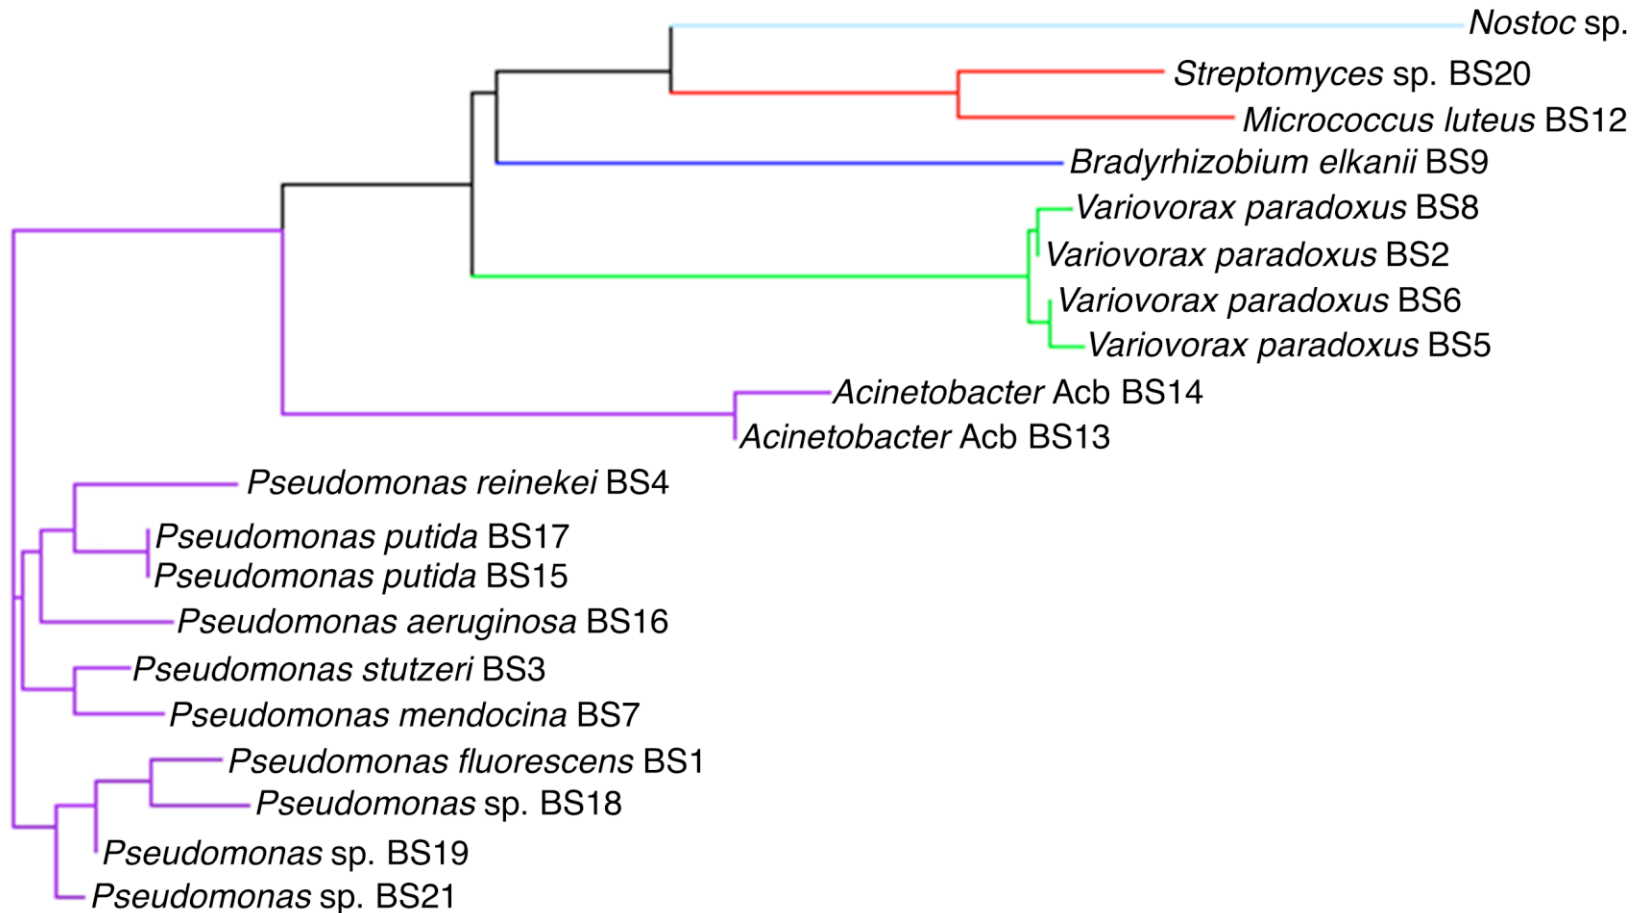 Nostoc sp.
Streptomyces sp. BS20
Micrococcus luteus BS12
Bradyrhizobium elkanii BS9
Variovorax paradoxus BS8
Variovorax paradoxus BS2
Variovorax paradoxus BS6
Variovorax paradoxus BS5
Acinetobacter Acb BS14
Acinetobacter Acb BS13
Pseudomonas reinekei BS4
Pseudomonas putida BS17
Pseudomonas putida BS15
Pseudomonas aeruginosa BS16
Pseudomonas stutzeri BS3
Pseudomonas mendocina BS7
Pseudomonas fluorescens BS1
Pseudomonas sp. BS18
Pseudomonas sp. BS19
Pseudomonas sp. BS21